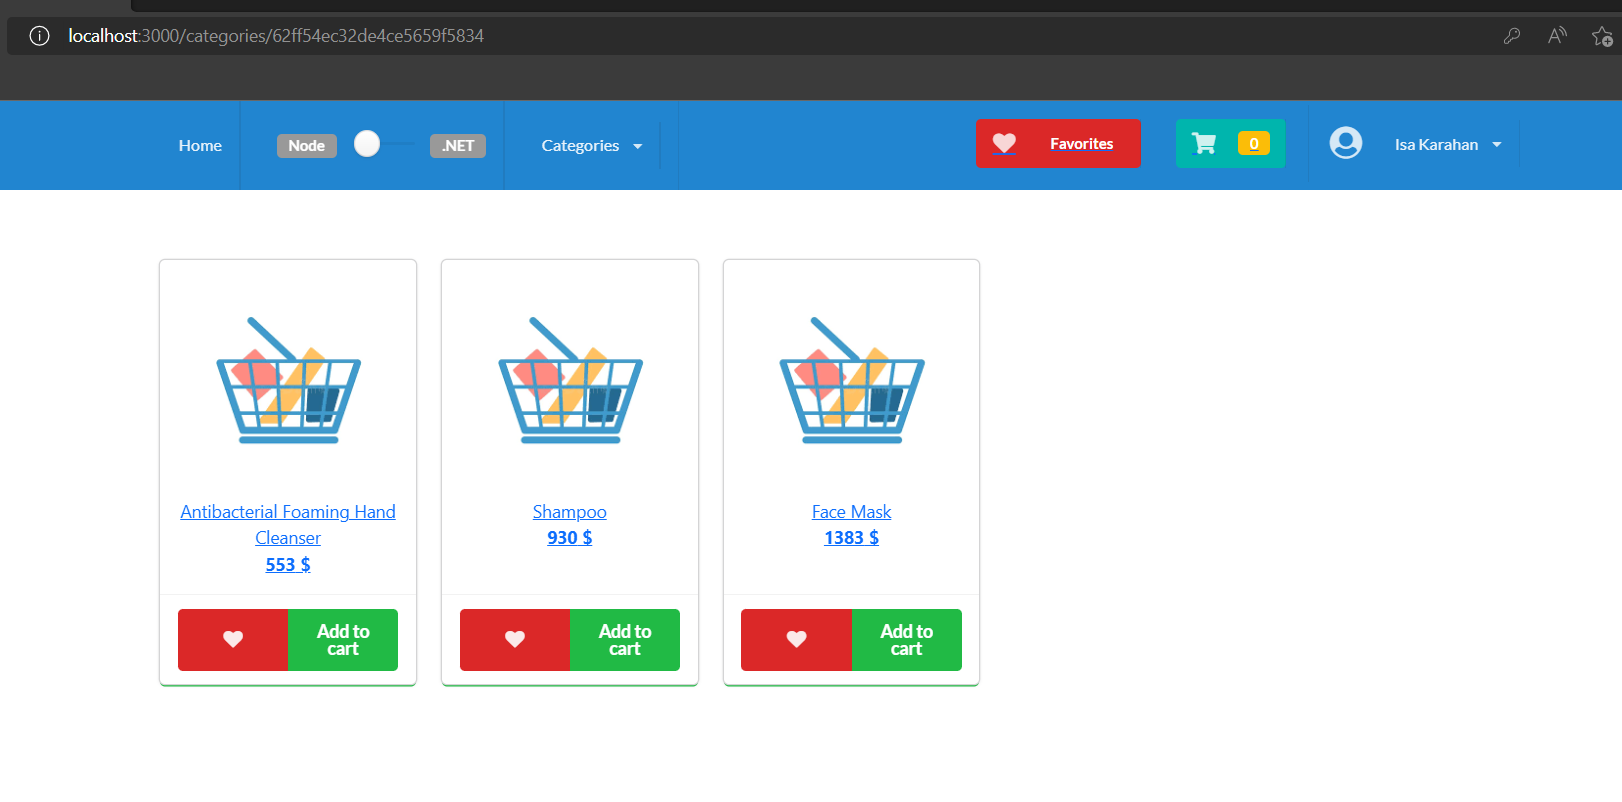 localhost:3000/categories/62ff54ec32de4ce5659f5834
Home Node .NET Categories Favorites 0 Isa Karahan
Antibacterial Foaming Hand
Cleanser
553 $
Add to
cart
Shampoo
930 $
Add to
cart
Face Mask
1383 $
Add to
cart